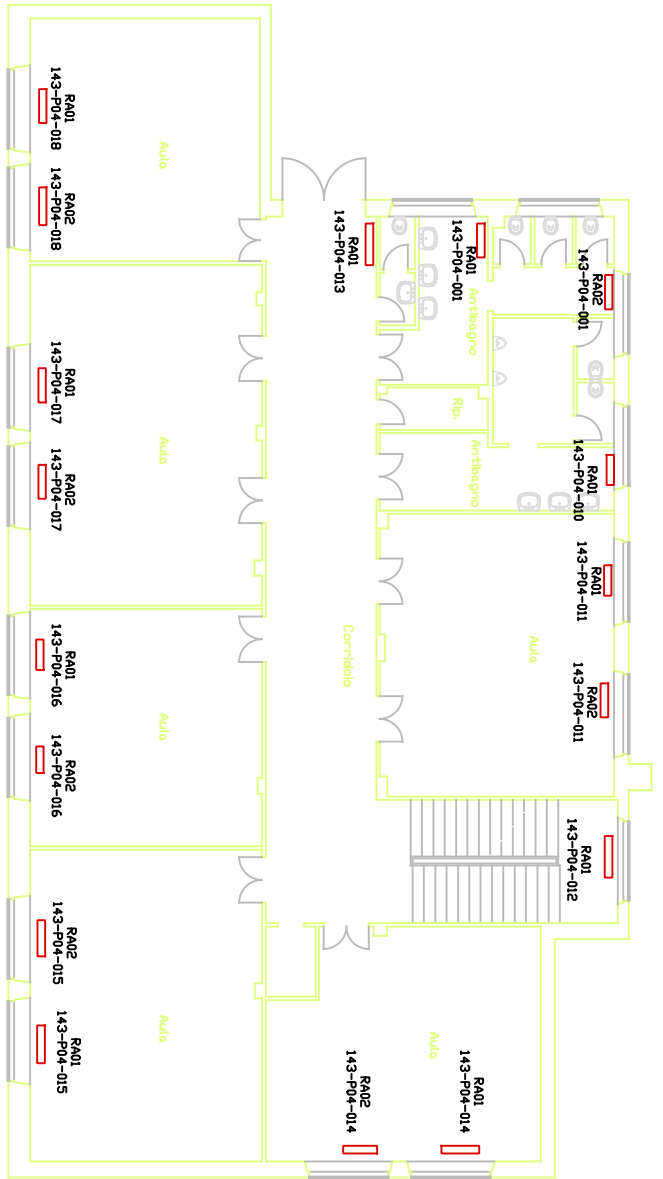 RA01
143-P04-018
RA02
143-P04-018
Aula
RA01
143-P04-013
RA01
143-P04-001
Antibagno
RA02
143-P04-001
RA01
143-P04-017
RA02
143-P04-017
Aula
Rip.
Antibagno
RA01
143-P04-010
RA01
143-P04-011
RA02
143-P04-011
Aula
Corridoio
RA01
143-P04-016
RA02
143-P04-016
Aula
RA01
143-P04-012
RA02
143-P04-015
RA01
143-P04-015
Aula
Aula
RA02
143-P04-014
RA01
143-P04-014